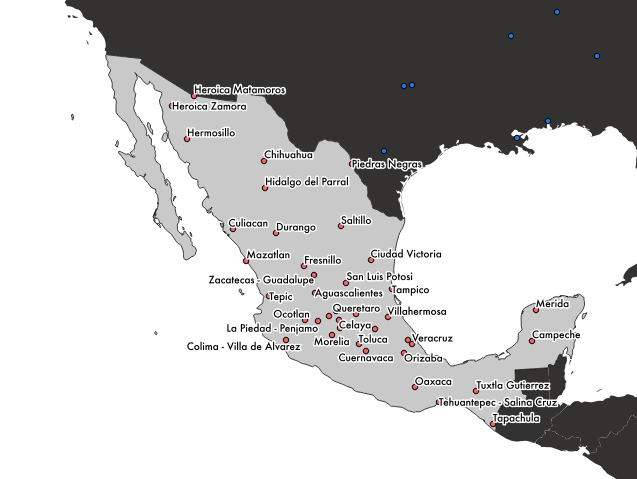 Heroica Matamoros
Heroica Zamora
Hermosillo
Chihuahua
Piedras Negras
Hidalgo del Parral
Culiacan
Durango
Saltillo
Mazatlan
Fresnillo
Ciudad Victoria
Zacatecas - Guadalupe
San Luis Potosi
Tepic
Aguascalientes
Tampico
Merida
Ocotlan
Queretaro
Villahermosa
La Piedad - Penjamo
Celaya
Campeche
Colima - Villa de Alvarez
Morelia
Toluca
Veracruz
Cuernavaca
Orizaba
Oaxaca
Tuxtla Gutierrez
Tehuantepec - Salina Cruz
Tapachula